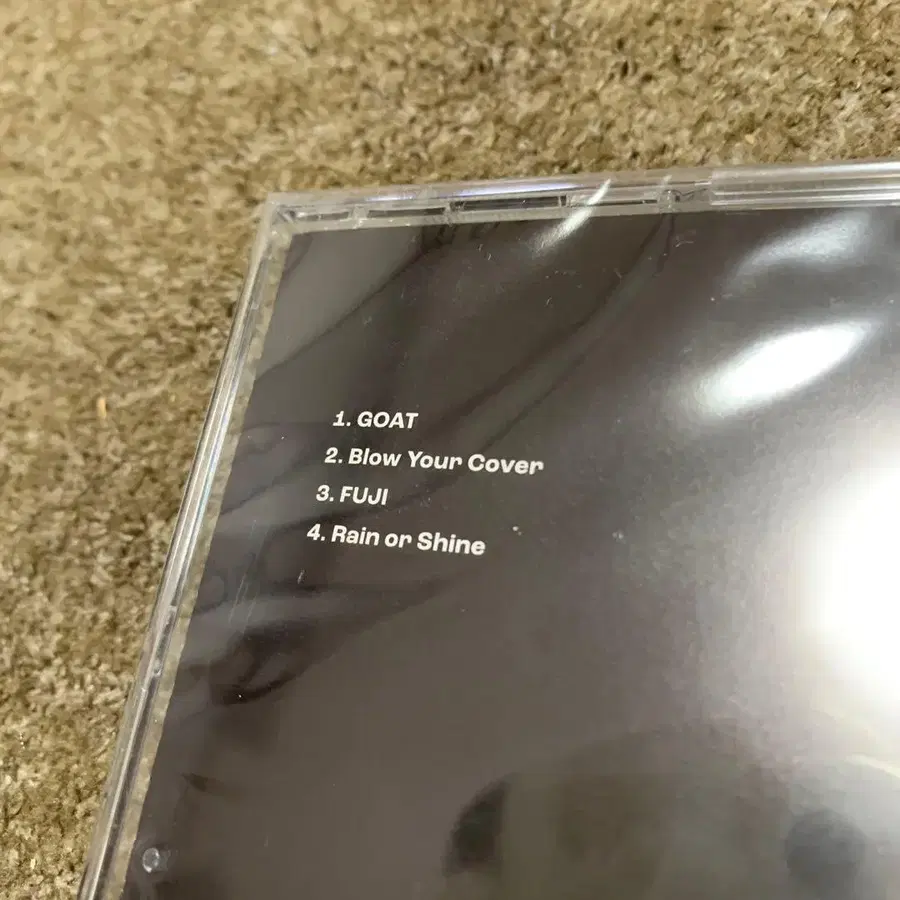 1. GOAT
2. Blow Your Cover
3. FUJI
4. Rain or Shine